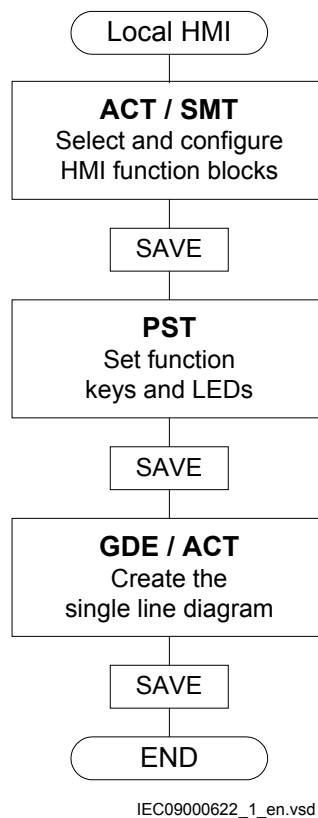 Local HMI
ACT / SMT
Select and configure
HMI function blocks
SAVE
PST
Set function
keys and LEDs
SAVE
GDE / ACT
Create the
single line diagram
SAVE
END
IEC09000622_1_en.vsd